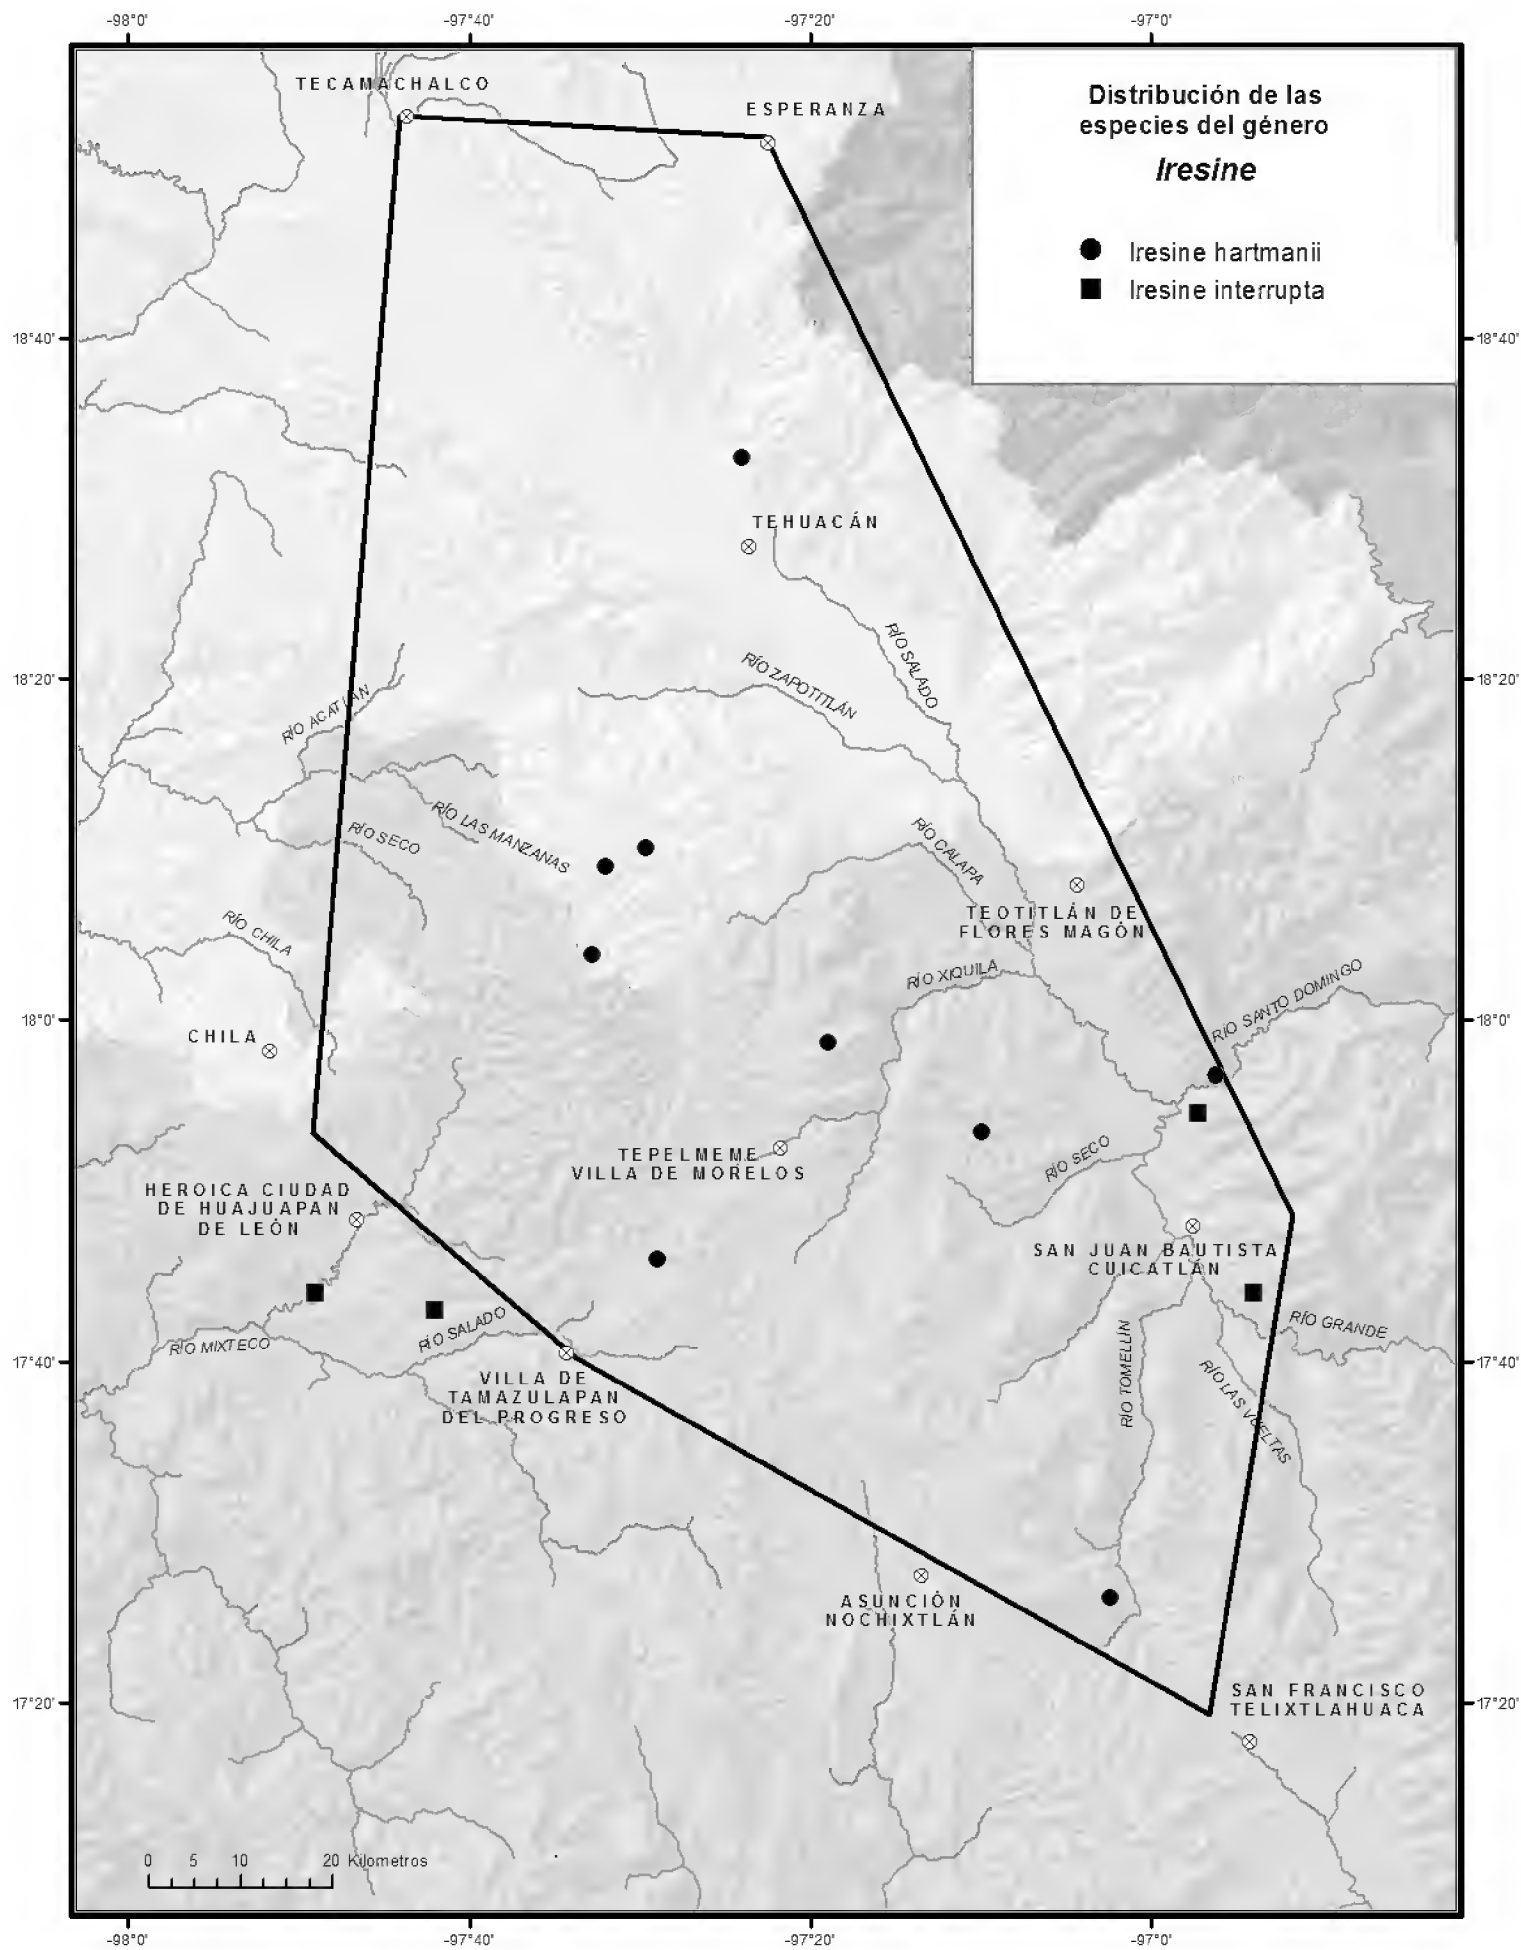 -98°0'
-97°40'
-97°20'
-97°0'
TECAMACHALCO
ESPERANZA
Distribución de las
especies del género
Iresine
Iresine hartmanii
Iresine interrupta
18°40'
18°40'
TEHUACÁN
RÍO SALADO
RÍO ZAPOTITLÁN
18°20'
18°20'
RÍO ACATLÁN
RÍO LAS MANZANAS
RÍO SECO
RÍO CALAPA
TEOTITLÁN DE
FLORES MAGÓN
RÍO CHILA
RÍO XIQUILA
RÍO SANTO DOMINGO
18°0'
18°0'
CHILA
TEPELMEME
VILLA DE MORELOS
RÍO SECO
HEROICA CIUDAD
DE HUAJUAPAN
DE LEÓN
SAN JUAN BAUTISTA
CUICATLÁN
RÍO SALADO
RÍO MIXTECO
RÍO GRANDE
17°40'
17°40'
VILLA DE
TAMAZULAPAN
DEL PROGRESO
RÍO TOMELLÍN
RÍO LAS VUELTAS
ASUNCIÓN
NOCHIXTLÁN
17°20'
17°20'
SAN FRANCISCO
TELIXTLAHUACA
0 5 10 20 Kilometros
-98°0'
-97°40'
-97°20'
-97°0'